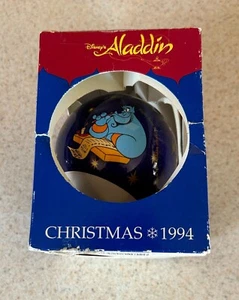 Disney's Aladdin
CHRISTMAS ❄ 1994